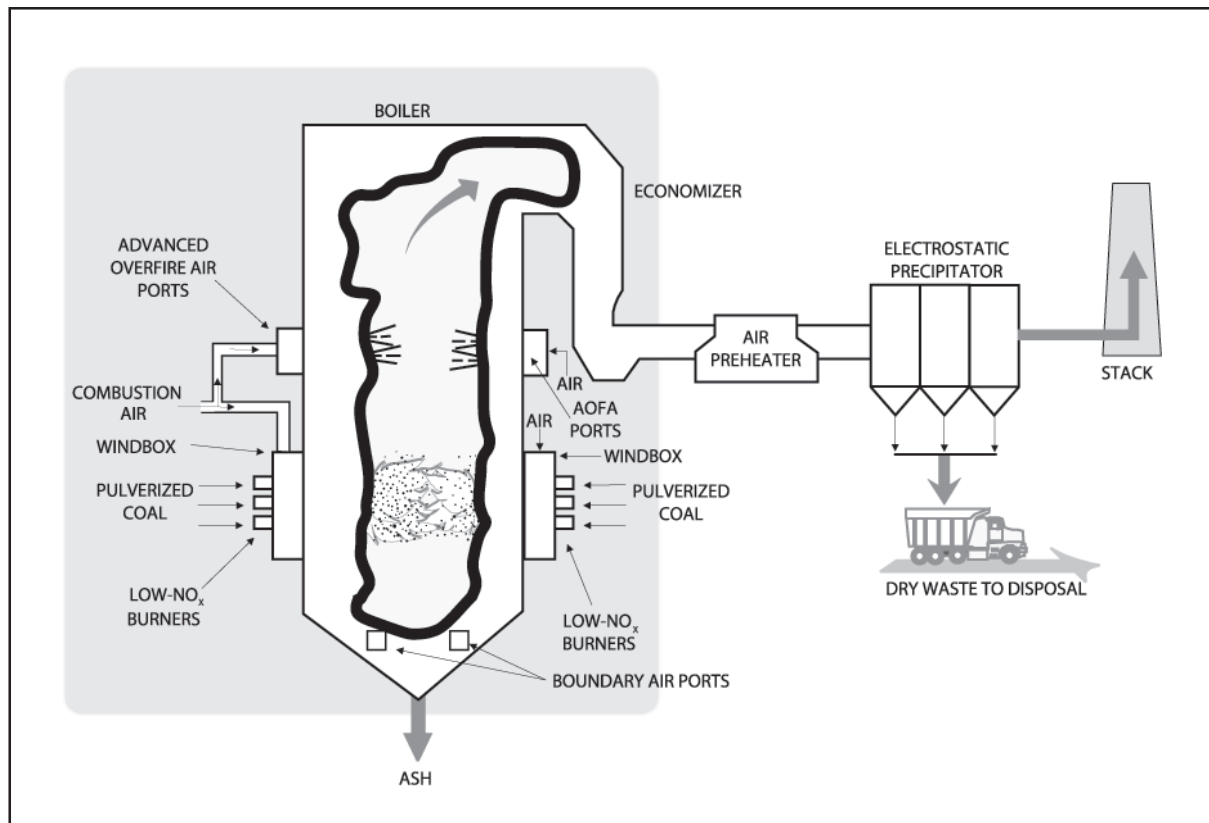 BOILER
ECONOMIZER
ADVANCED
OVERFIRE AIR
PORTS
ELECTROSTATIC
PRECIPITATOR
AIR
PREHEATER
STACK
COMBUSTION
AIR
AIR
AOFA
PORTS
AIR
WINDBOX
WINDBOX
PULVERIZED
COAL
PULVERIZED
COAL
LOW-NOₓ
BURNERS
LOW-NOₓ
BURNERS
DRY WASTE TO DISPOSAL
BOUNDARY AIR PORTS
ASH